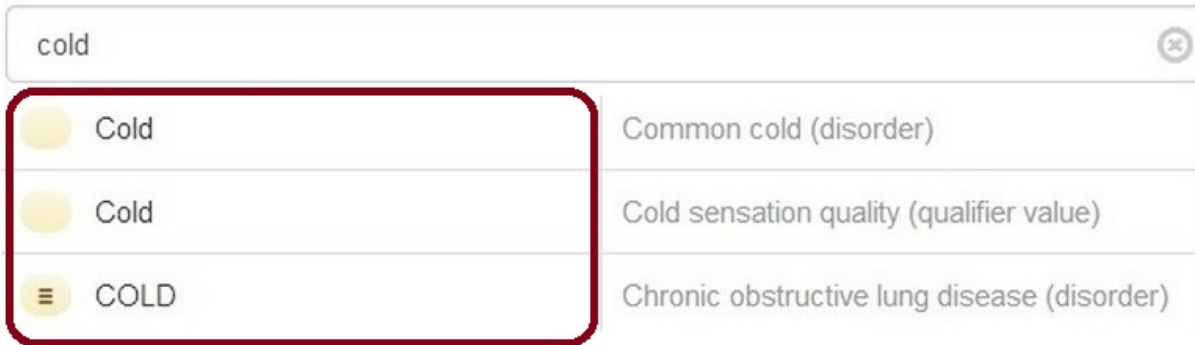 cold
Cold Common cold (disorder)
Cold Cold sensation quality (qualifier value)
COLD Chronic obstructive lung disease (disorder)